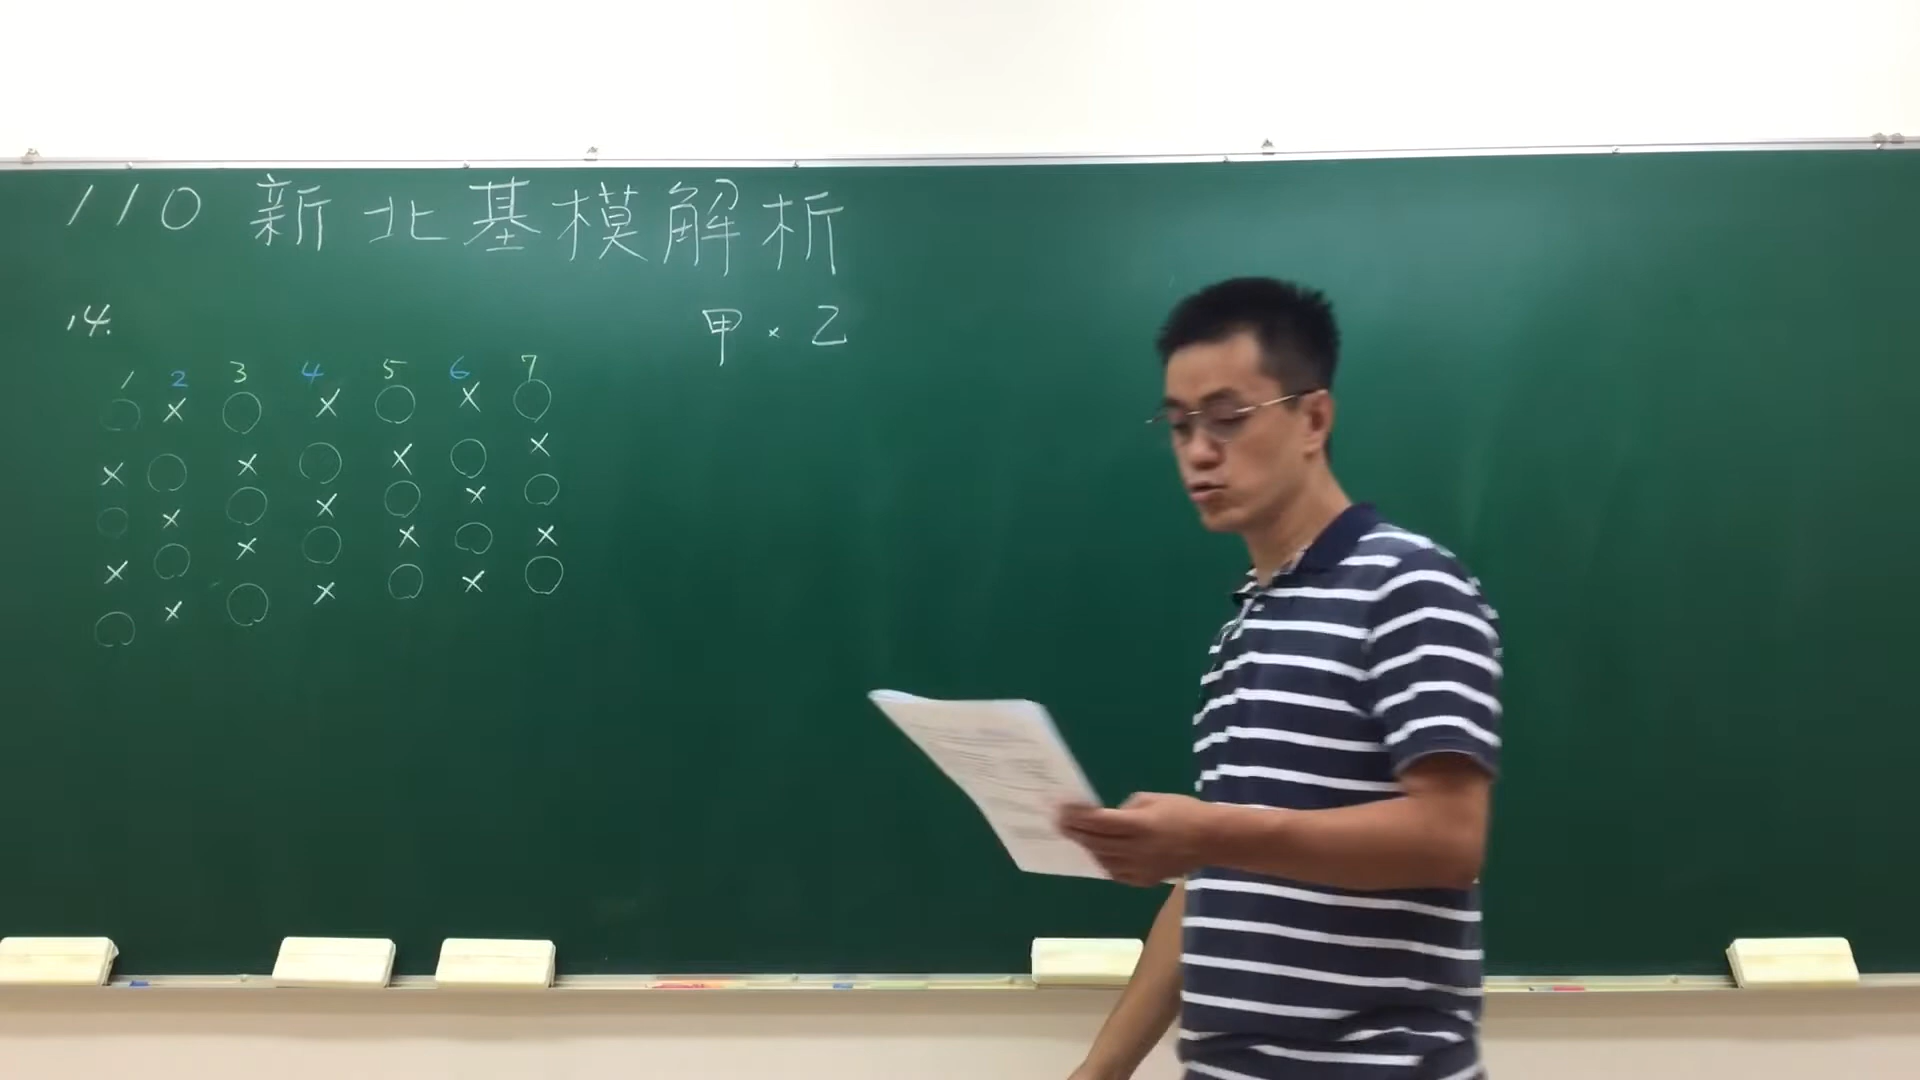 110 新北基模解析
14.
甲 × 乙
1 2 3 4 5 6 7
○ × ○ × ○ × ○
× ○ × ○ × ○ ×
○ × ○ × ○ × ○
× ○ × ○ × ○ ×
○ × ○ × ○ × ○